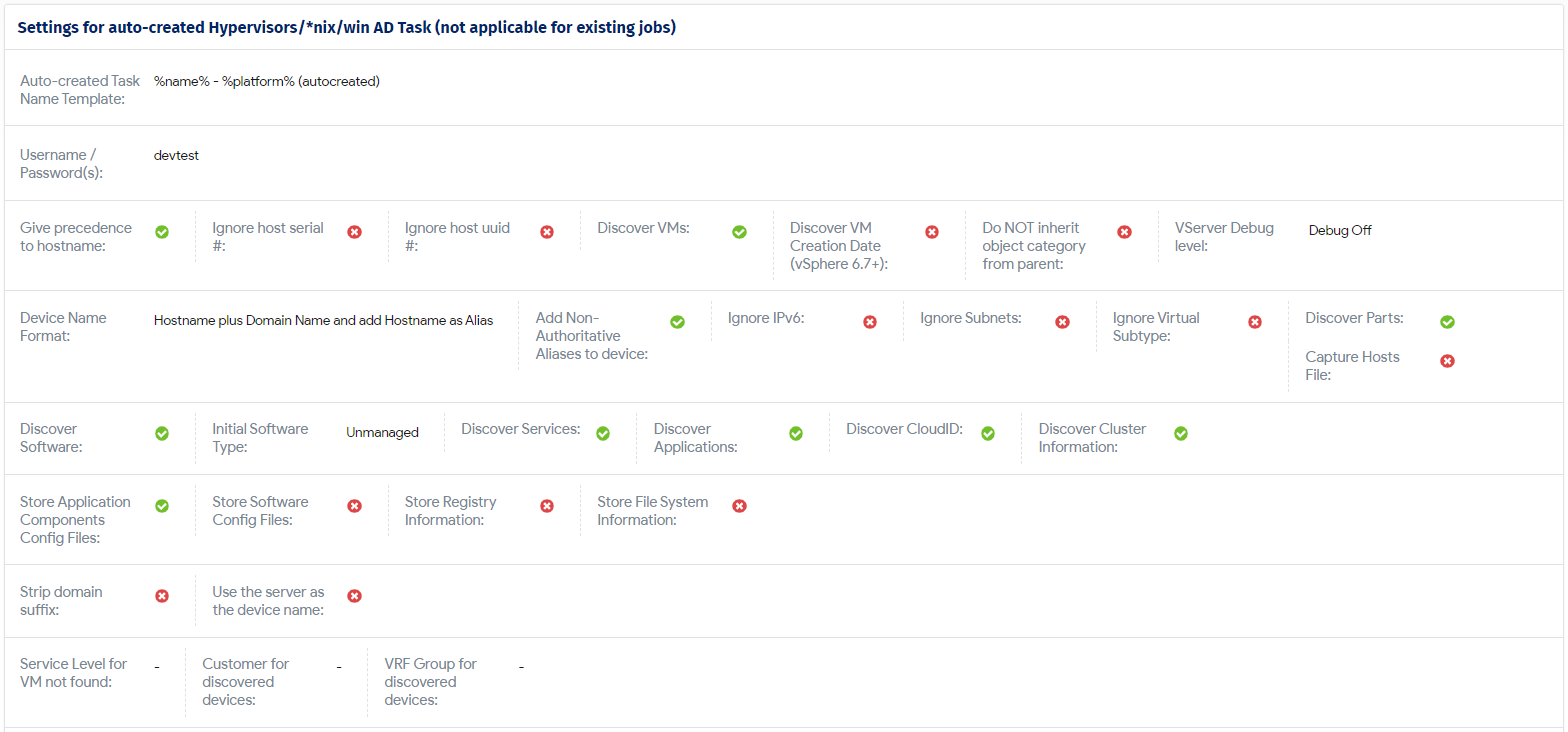 Settings for auto-created Hypervisors/*nix/win AD Task (not applicable for existing jobs)
Auto-created Task
Name Template:
%name% - %platform% (autocreated)
Username /
Password(s):
devtest
Give precedence
to hostname:
Ignore host serial
#:
Ignore host uuid
#:
Discover VMs:
Discover VM
Creation Date
(vSphere 6.7+):
Do NOT inherit
object category
from parent:
VServer Debug
level:
Debug Off
Device Name
Format:
Hostname plus Domain Name and add Hostname as Alias
Add Non-
Authoritative
Aliases to device:
Ignore IPv6:
Ignore Subnets:
Ignore Virtual
Subtype:
Discover Parts:
Capture Hosts
File:
Discover
Software:
Initial Software
Type:
Unmanaged
Discover Services:
Discover
Applications:
Discover CloudID:
Discover Cluster
Information:
Store Application
Components
Config Files:
Store Software
Config Files:
Store Registry
Information:
Store File System
Information:
Strip domain
suffix:
Use the server as
the device name:
Service Level for
VM not found:
-
Customer for
discovered
devices:
-
VRF Group for
discovered
devices:
-